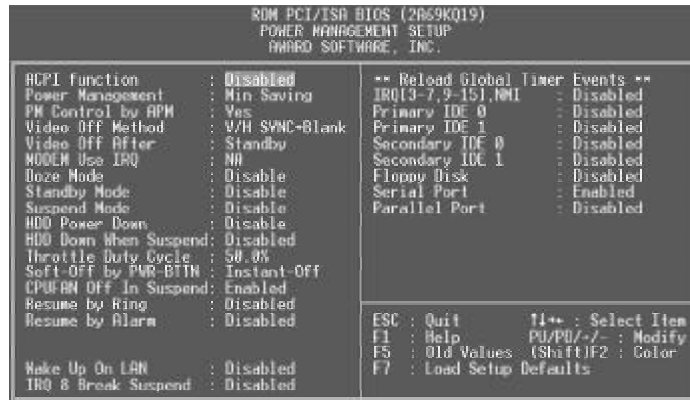 ROM PCI/ISA BIOS (2A69KQ19)
POWER MANAGEMENT SETUP
AWARD SOFTWARE, INC.
ACPI function : Disabled
Power Management : Min Saving
PM Control by APM : Yes
Video Off Method : V/H SYNC+Blank
Video Off After : Standby
MODEM Use IRQ : NA
Doze Mode : Disable
Standby Mode : Disable
Suspend Mode : Disable
HDD Power Down : Disable
HDD Down When Suspend: Disabled
Throttle Duty Cycle : 50.0%
Soft-Off by PWR-BTTN : Instant-Off
CPUFAN Off In Suspend: Enabled
Resume by Ring : Disabled
Resume by Alarm : Disabled
Wake Up On LAN : Disabled
IRQ 8 Break Suspend : Disabled
** Reload Global Timer Events **
IRQ[3-7,9-15],NMI : Disabled
Primary IDE 0 : Disabled
Primary IDE 1 : Disabled
Secondary IDE 0 : Disabled
Secondary IDE 1 : Disabled
Floppy Disk : Disabled
Serial Port : Enabled
Parallel Port : Disabled
ESC : Quit ↑↓→← : Select Item
F1 : Help PU/PD/+/- : Modify
F5 : Old Values (Shift)F2 : Color
F7 : Load Setup Defaults